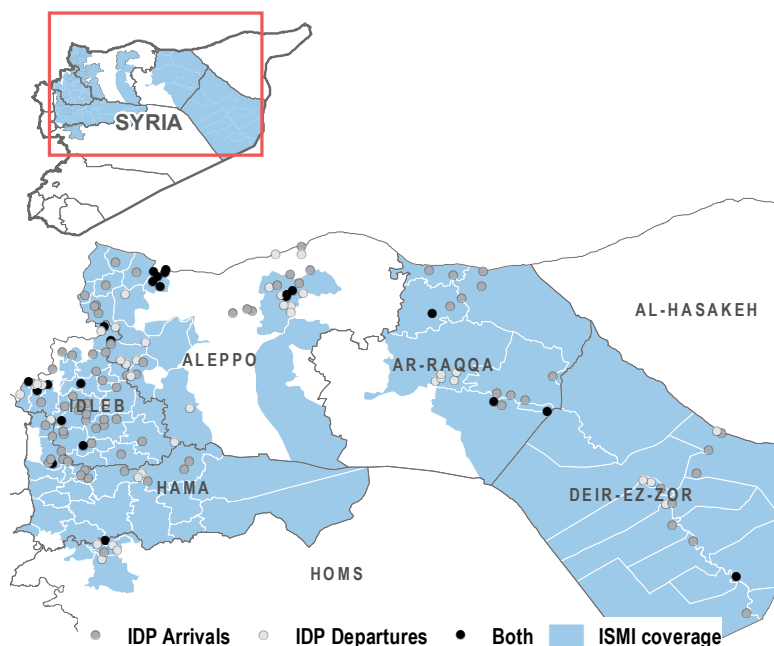 SYRIA
AL-HASAKEH
ALEPPO
AR-RAQQA
IDLEB
HAMA
DEIR-EZ-ZOR
HOMS
IDP Arrivals IDP Departures Both ISMI coverage